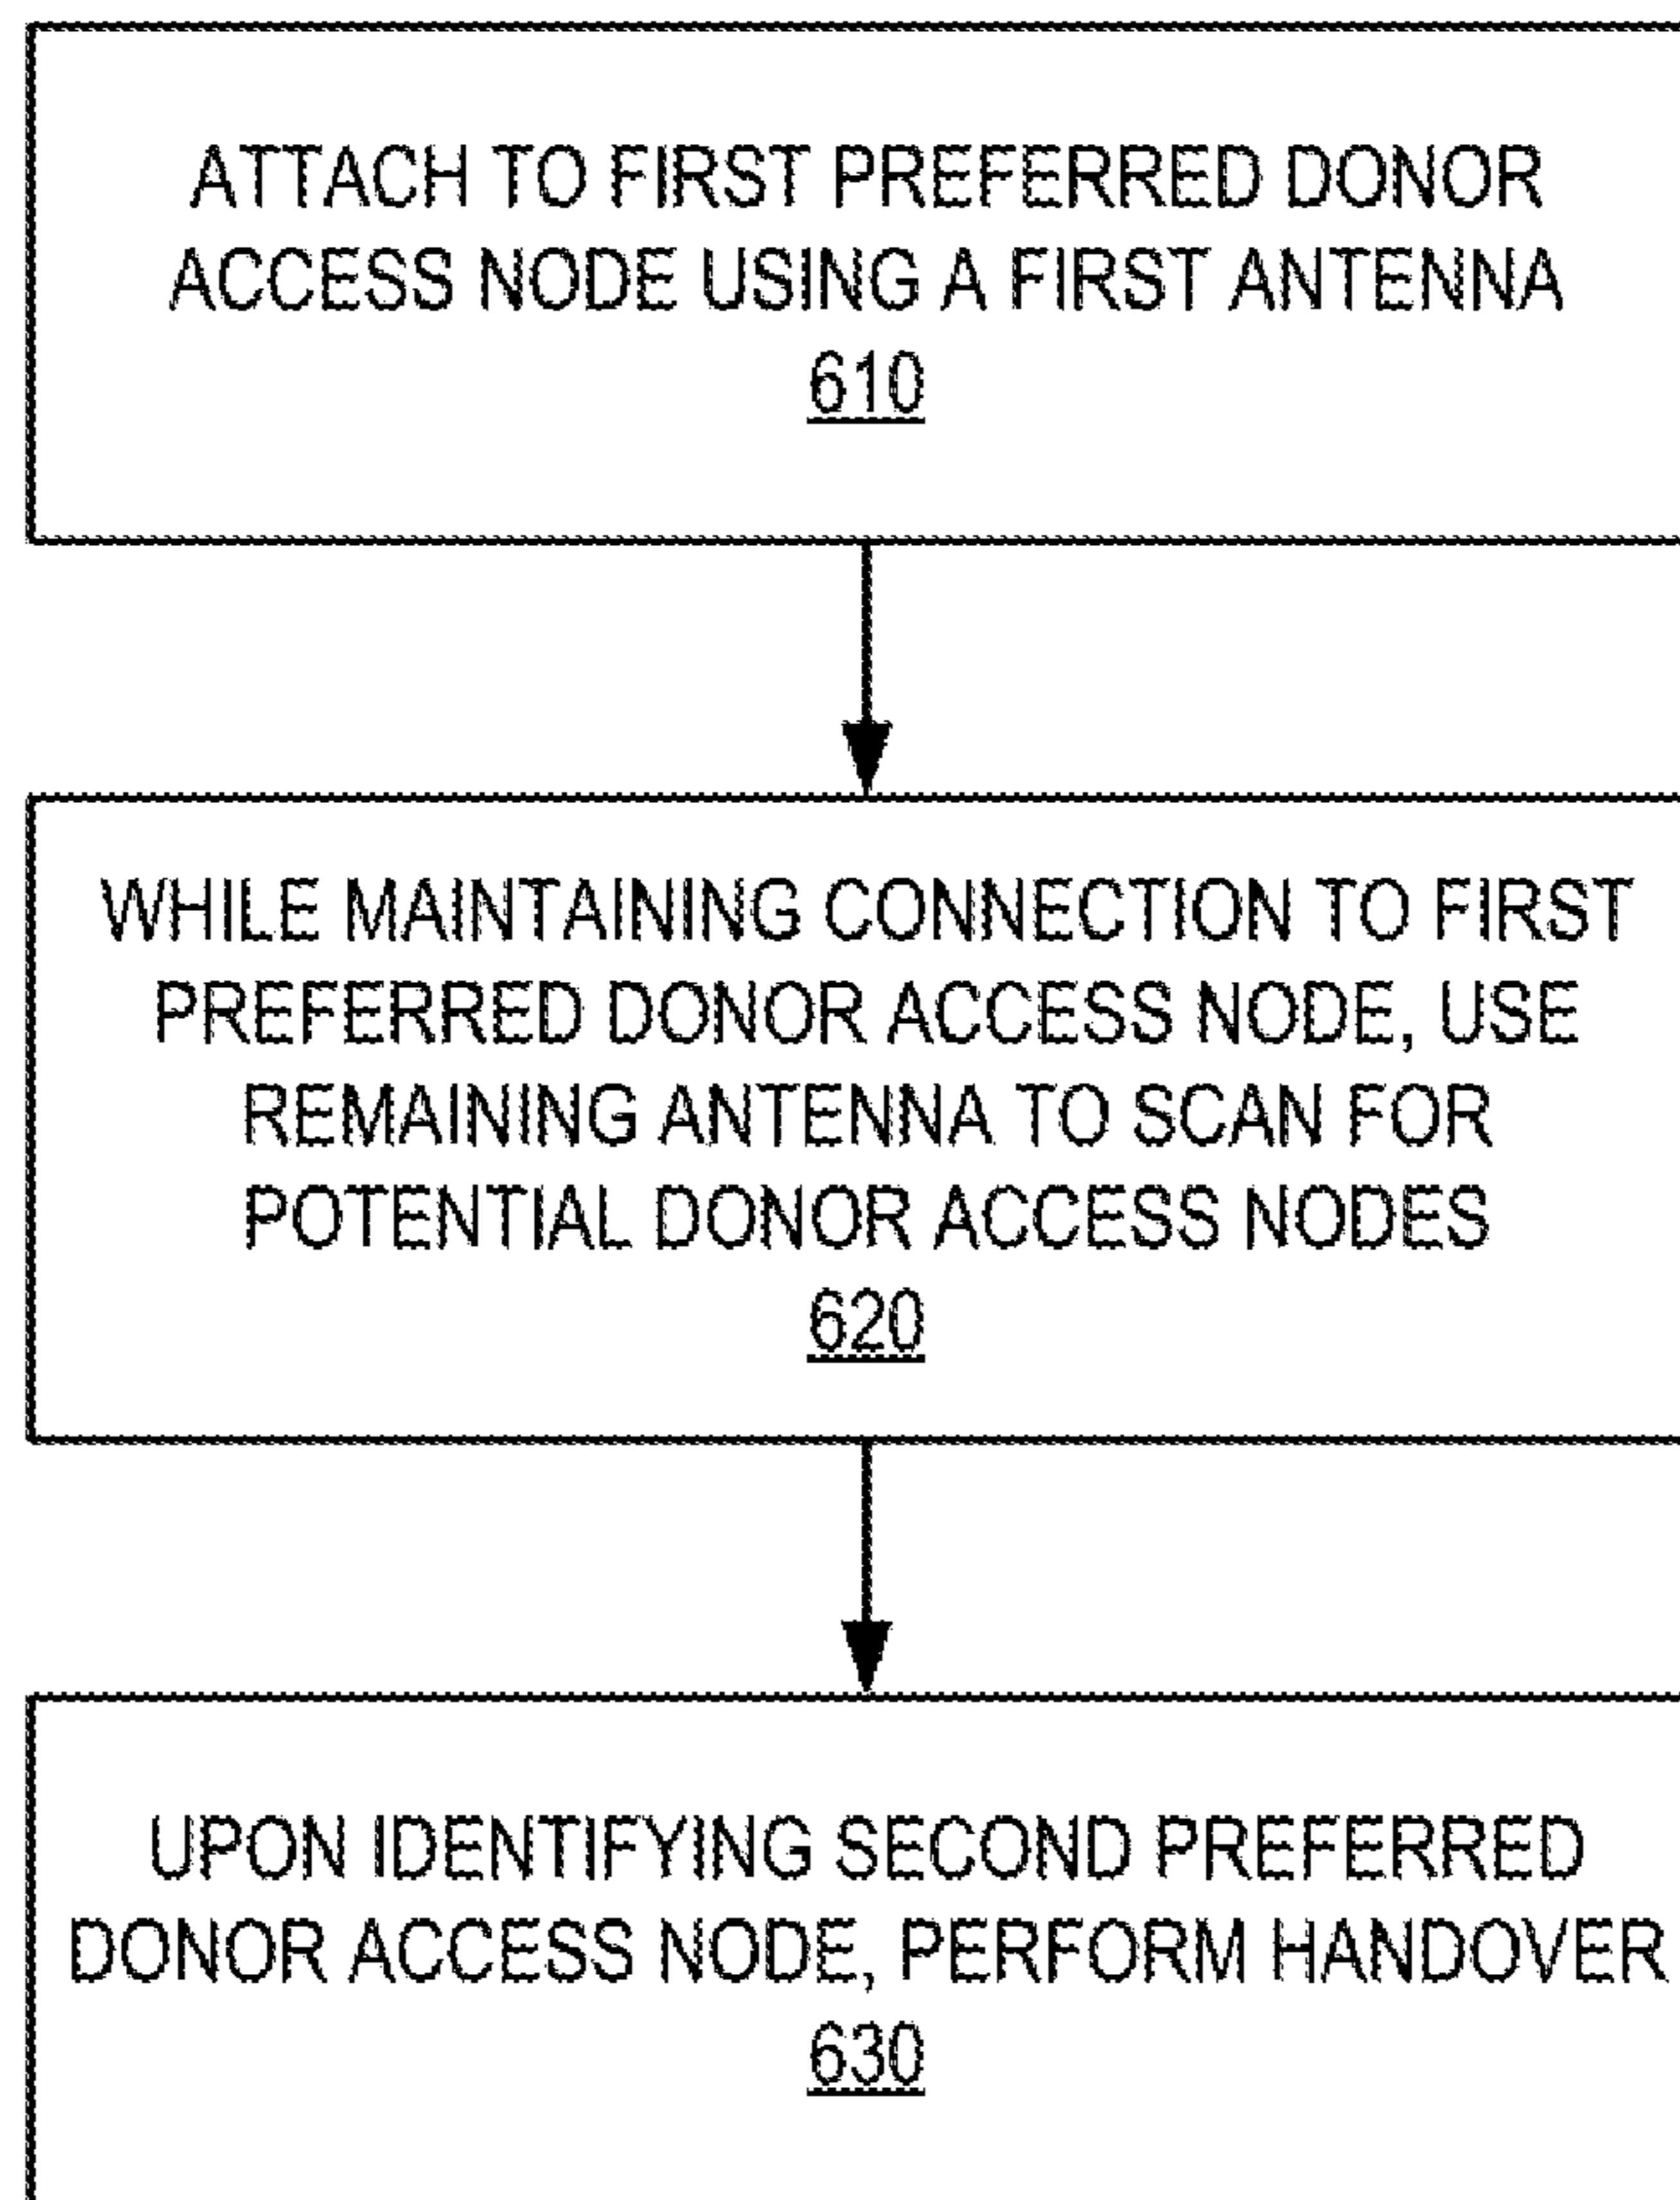 ATTACH TO FIRST PREFERRED DONOR
ACCESS NODE USING A FIRST ANTENNA
610
WHILE MAINTAINING CONNECTION TO FIRST
PREFERRED DONOR ACCESS NODE, USE
REMAINING ANTENNA TO SCAN FOR
POTENTIAL DONOR ACCESS NODES
620
UPON IDENTIFYING SECOND PREFERRED
DONOR ACCESS NODE, PERFORM HANDOVER
630